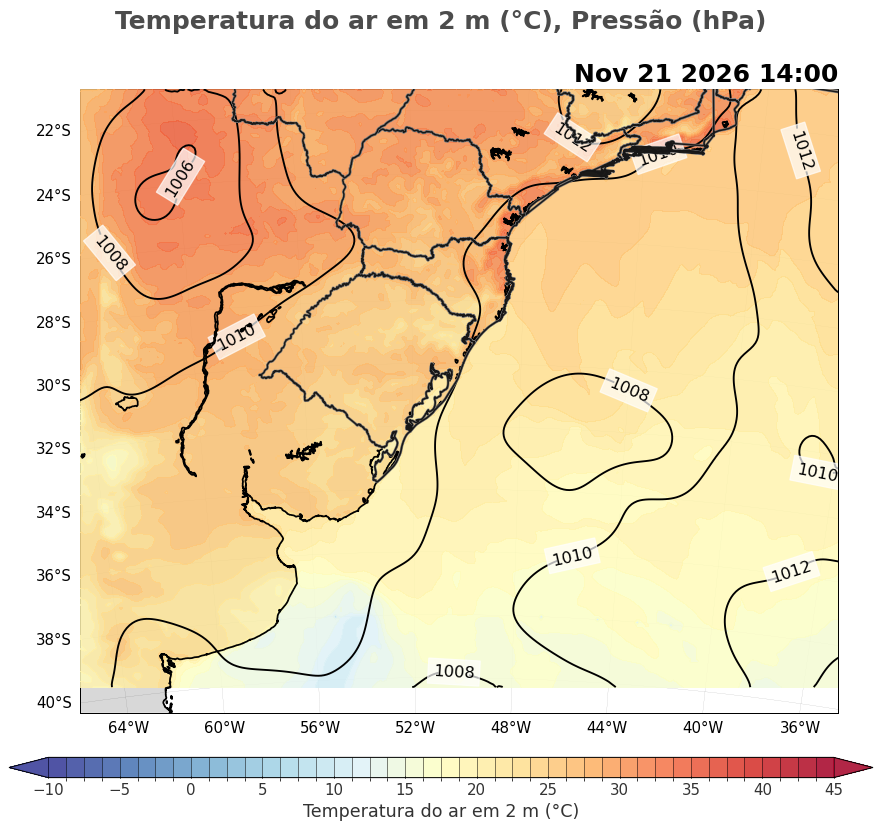 Temperatura do ar em 2 m (°C), Pressão (hPa)
Nov 21 2026 14:00
22°S
24°S
26°S
28°S
30°S
32°S
34°S
36°S
38°S
40°S
1006
1008
1010
1012
1012
1008
1010
1010
1012
1008
64°W 60°W 56°W 52°W 48°W 44°W 40°W 36°W
−10 −5 0 5 10 15 20 25 30 35 40 45
Temperatura do ar em 2 m (°C)